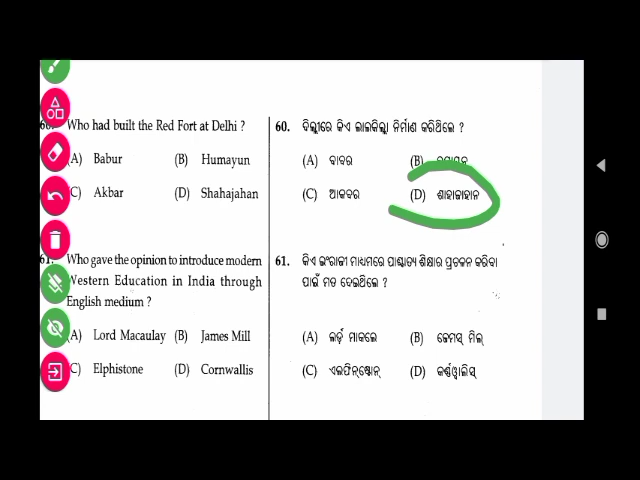 Who had built the Red Fort at Delhi ?
A) Babur (B) Humayun
C) Akbar (D) Shahajahan
61. Who gave the opinion to introduce modern
Western Education in India through
English medium ?
A) Lord Macaulay (B) James Mill
C) Elphistone (D) Cornwallis
60. ଦିଲ୍ଲୀରେ କିଏ ଲାଲକିଲ୍ଲା ନିର୍ମାଣ କରିଥିଲେ ?
(A) ବାବର (B)
(C) ଆକବର (D) ଶାହାଜାହାନ
61. କିଏ ଇଂରାଜୀ ମାଧ୍ୟମରେ ପାଶ୍ଚାତ୍ୟ ଶିକ୍ଷାର ପ୍ରଚଳନ କରିବା
ପାଇଁ ମତ ଦେଇଥିଲେ ?
(A) ଲର୍ଡ଼ ମାକଲେ (B) ଜେମସ୍ ମିଲ୍
(C) ଏଲଫିନ୍‌ଷ୍ଟୋନ୍ (D) କର୍ଣ୍ଣୱାଲିସ୍